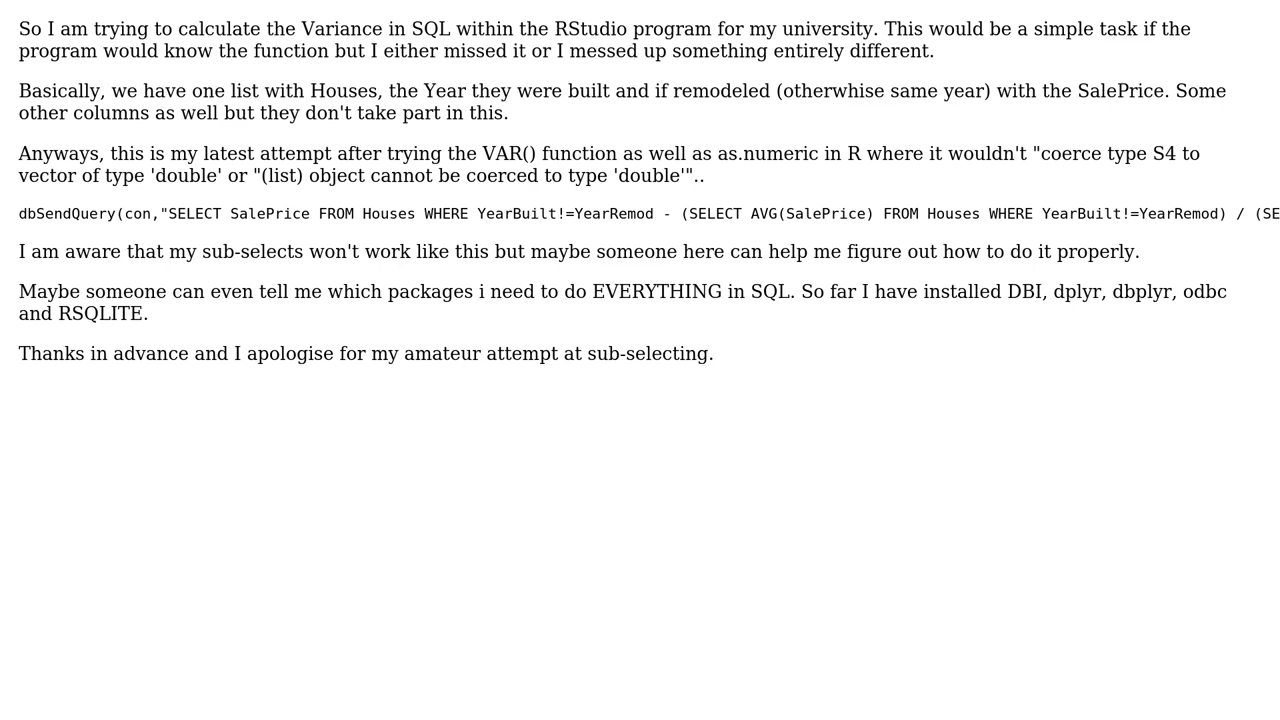 So I am trying to calculate the Variance in SQL within the RStudio program for my university. This would be a simple task if the
program would know the function but I either missed it or I messed up something entirely different.
Basically, we have one list with Houses, the Year they were built and if remodeled (otherwhise same year) with the SalePrice. Some
other columns as well but they don't take part in this.
Anyways, this is my latest attempt after trying the VAR() function as well as as.numeric in R where it wouldn't "coerce type S4 to
vector of type 'double' or "(list) object cannot be coerced to type 'double'"..
dbSendQuery(con,"SELECT SalePrice FROM Houses WHERE YearBuilt!=YearRemod - (SELECT AVG(SalePrice) FROM Houses WHERE YearBuilt!=YearRemod) / (SE
I am aware that my sub-selects won't work like this but maybe someone here can help me figure out how to do it properly.
Maybe someone can even tell me which packages i need to do EVERYTHING in SQL. So far I have installed DBI, dplyr, dbplyr, odbc
and RSQLITE.
Thanks in advance and I apologise for my amateur attempt at sub-selecting.